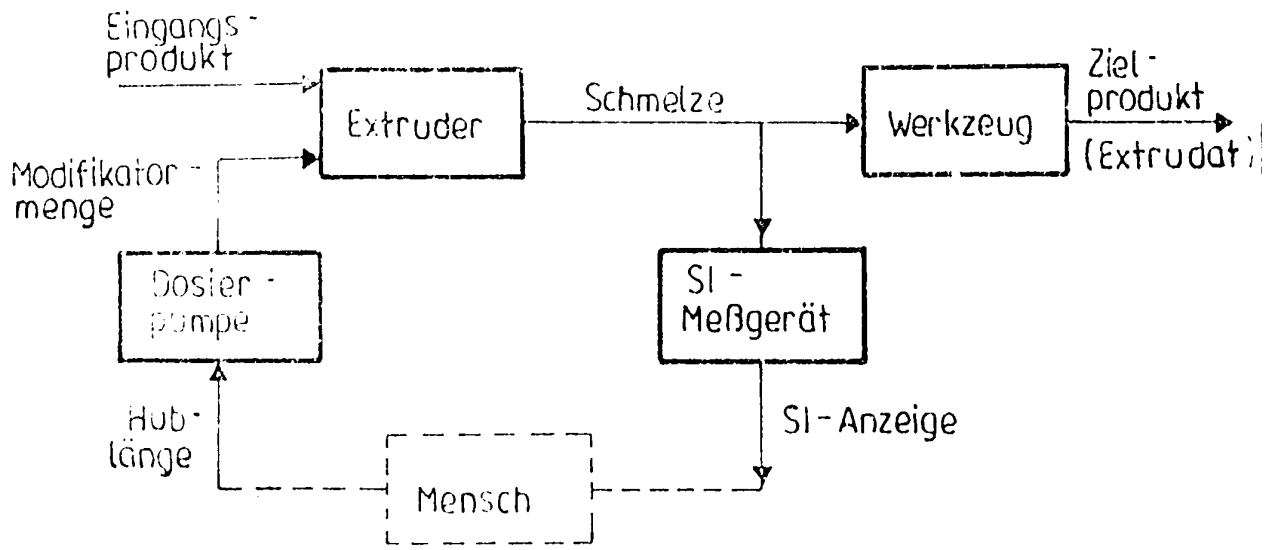 Eingangs-
produkt
Extruder
Schmelze
Werkzeug
Ziel-
produkt
(Extrudat)
Modifikator-
menge
Dosier-
pumpe
SI-
Meßgerät
Hub-
länge
SI-Anzeige
Mensch